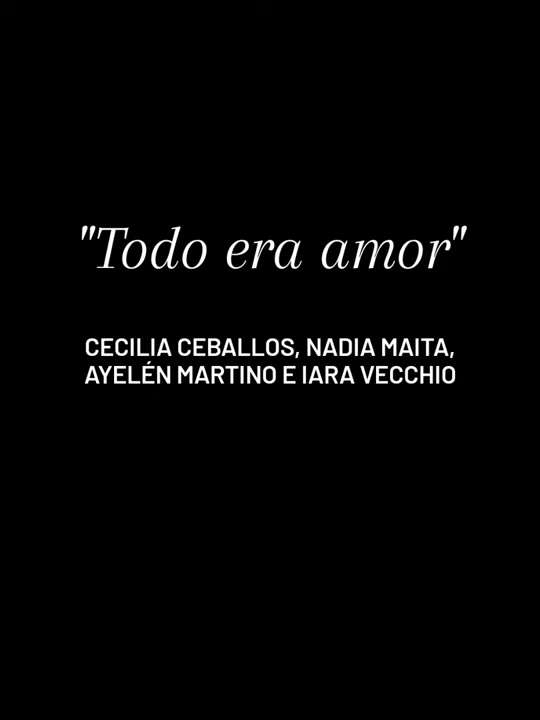 "Todo era amor"
CECILIA CEBALLOS, NADIA MAITA,
AYELÉN MARTINO E IARA VECCHIO